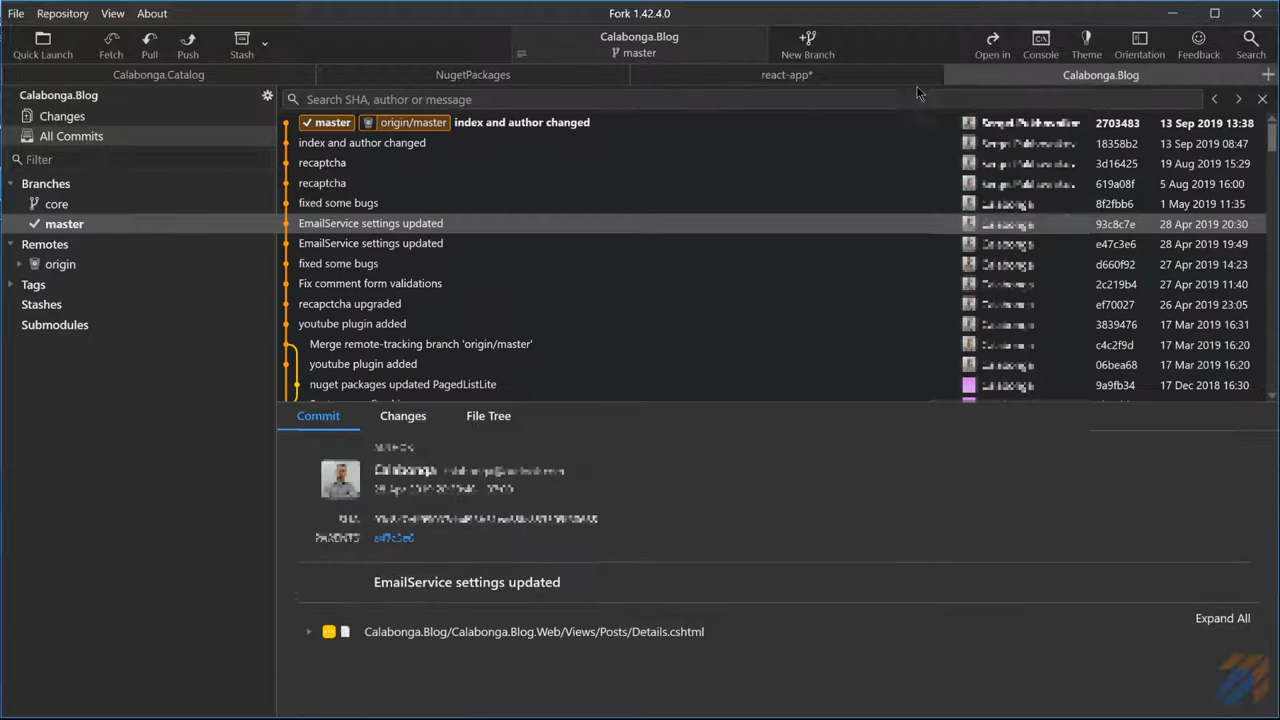 File Repository View About
Fork 1.42.4.0
Quick Launch Fetch Pull Push Stash
Calabonga.Blog
master
New Branch
Open in Console Theme Orientation Feedback Search
Calabonga.Catalog NugetPackages react-app* Calabonga.Blog
Calabonga.Blog
Changes
All Commits
Filter
Branches
core
master
Remotes
origin
Tags
Stashes
Submodules
Search SHA, author or message
master origin/master index and author changed 2703483 13 Sep 2019 13:38
index and author changed 18358b2 13 Sep 2019 08:47
recaptcha 3d16425 19 Aug 2019 15:29
recaptcha 619a08f 5 Aug 2019 16:00
fixed some bugs 8f2fbb6 1 May 2019 11:35
EmailService settings updated 93c8c7e 28 Apr 2019 20:30
EmailService settings updated e47c3e6 28 Apr 2019 19:49
fixed some bugs d660f92 27 Apr 2019 14:23
Fix comment form validations 2c219b4 27 Apr 2019 11:40
recapctcha upgraded ef70027 26 Apr 2019 23:05
youtube plugin added 3839476 17 Mar 2019 16:31
Merge remote-tracking branch 'origin/master' c4c2f9d 17 Mar 2019 16:20
youtube plugin added 06bea68 17 Mar 2019 16:20
nuget packages updated PagedListLite 9a9fb34 17 Dec 2018 16:30
Commit Changes File Tree
Calabonga
EmailService settings updated
Expand All
Calabonga.Blog/Calabonga.Blog.Web/Views/Posts/Details.cshtml